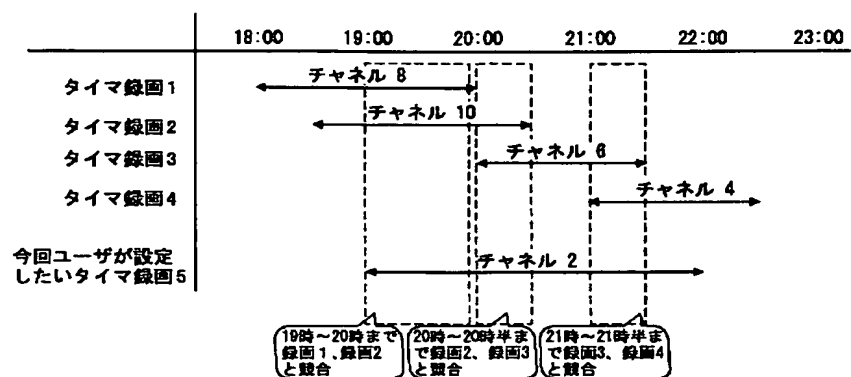 18:00 19:00 20:00 21:00 22:00 23:00
タイマ録画1
チャネル 8
タイマ録画2
チャネル 10
タイマ録画3
チャネル 6
タイマ録画4
チャネル 4
今回ユーザが設定
したいタイマ録画5
チャネル 2
19時～20時まで
録画1、録画2
と競合
20時～20時半ま
で録画2、録画3
と競合
21時～21時半ま
で録画3、録画4
と競合